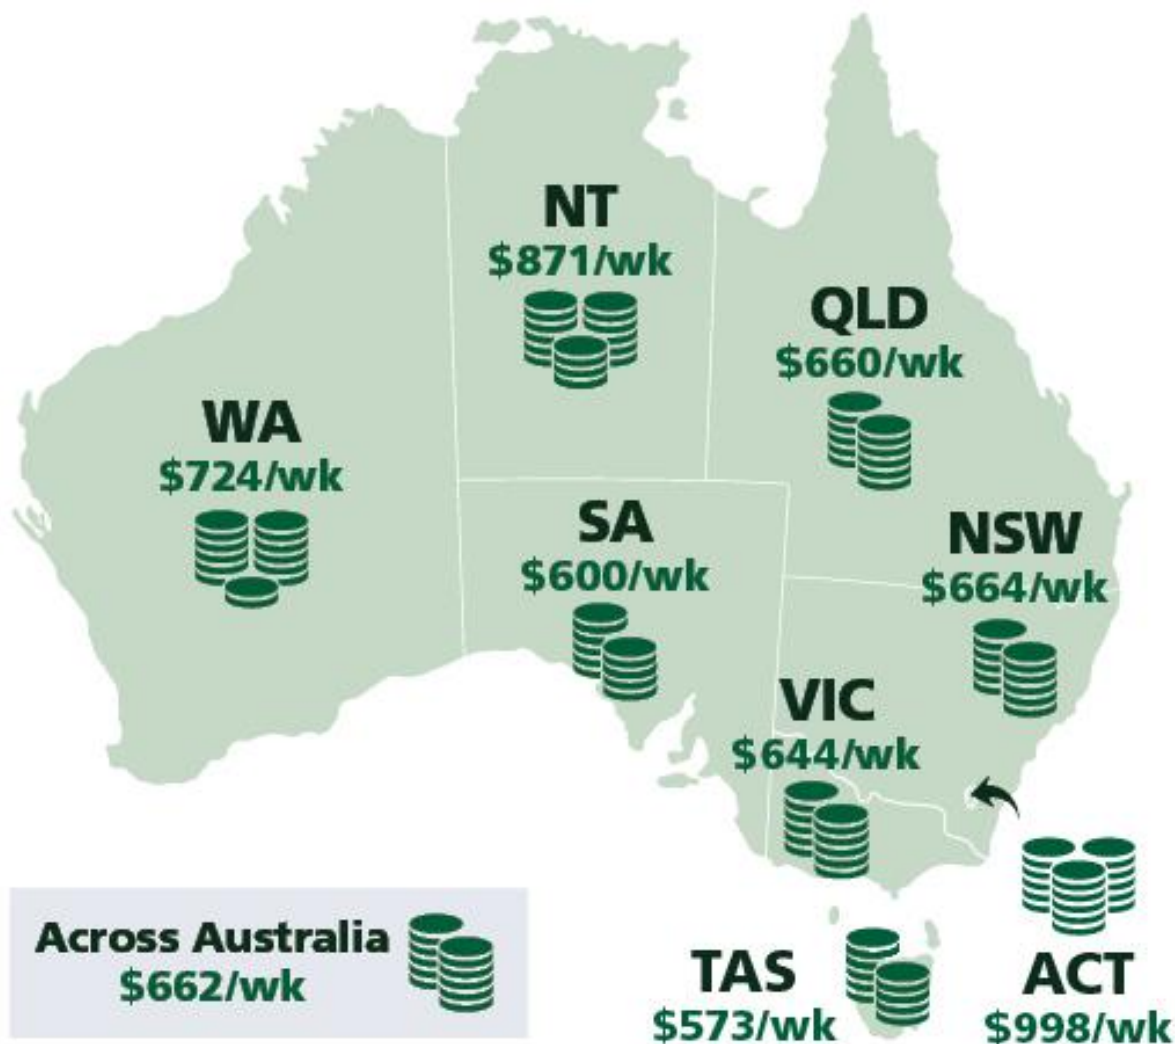 NT
$871/wk
QLD
$660/wk
WA
$724/wk
SA
$600/wk
NSW
$664/wk
VIC
$644/wk
Across Australia
$662/wk
TAS
$573/wk
ACT
$998/wk